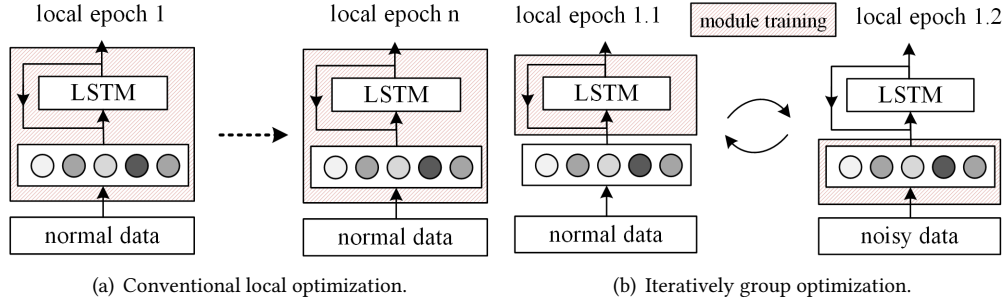 local epoch 1
local epoch n
local epoch 1.1
module training
local epoch 1.2
LSTM
LSTM
LSTM
LSTM
normal data
normal data
normal data
noisy data
(a) Conventional local optimization.
(b) Iteratively group optimization.